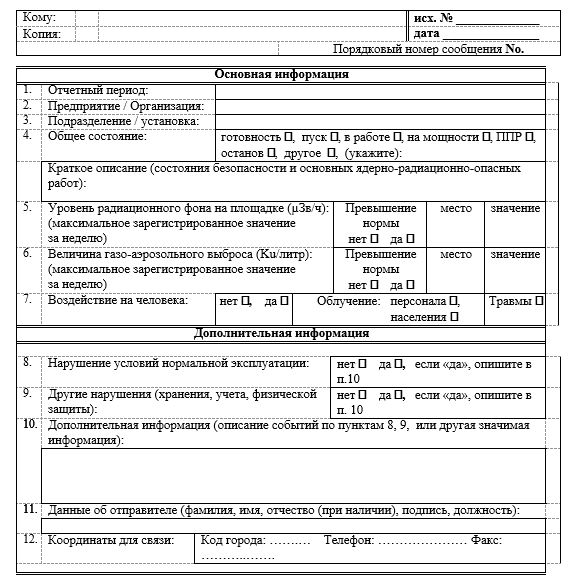 Кому: исх. № ____________
Копия: дата ______________
Порядковый номер сообщения No.
Основная информация
1. Отчетный период:
2. Предприятие / Организация:
3. Подразделение / установка:
4. Общее состояние: готовность □, пуск □, в работе □, на мощности □, ППР □,
останов □, другое □, (укажите):
Краткое описание (состояния безопасности и основных ядерно-радиационно-опасных
работ):
5. Уровень радиационного фона на площадке (µЗв/ч): Превышение место значение
(максимальное зарегистрированное значение нормы
за неделю) нет □ да □
6. Величина газо-аэрозольного выброса (Ku/литр): Превышение место значение
(максимальное зарегистрированное значение нормы
за неделю) нет □ да □
7. Воздействие на человека: нет □, да □ Облучение: персонала □, Травмы □
населения □
Дополнительная информация
8. Нарушение условий нормальной эксплуатации: нет □ да □, если «да», опишите в
п.10
9. Другие нарушения (хранения, учета, физической нет □ да □, если «да», опишите в
защиты): п. 10
10. Дополнительная информация (описание событий по пунктам 8, 9, или другая значимая
информация):
11. Данные об отправителе (фамилия, имя, отчество (при наличии), подпись, должность):
12. Координаты для связи: Код города: ………. Телефон: ………………… Факс:
………..…….